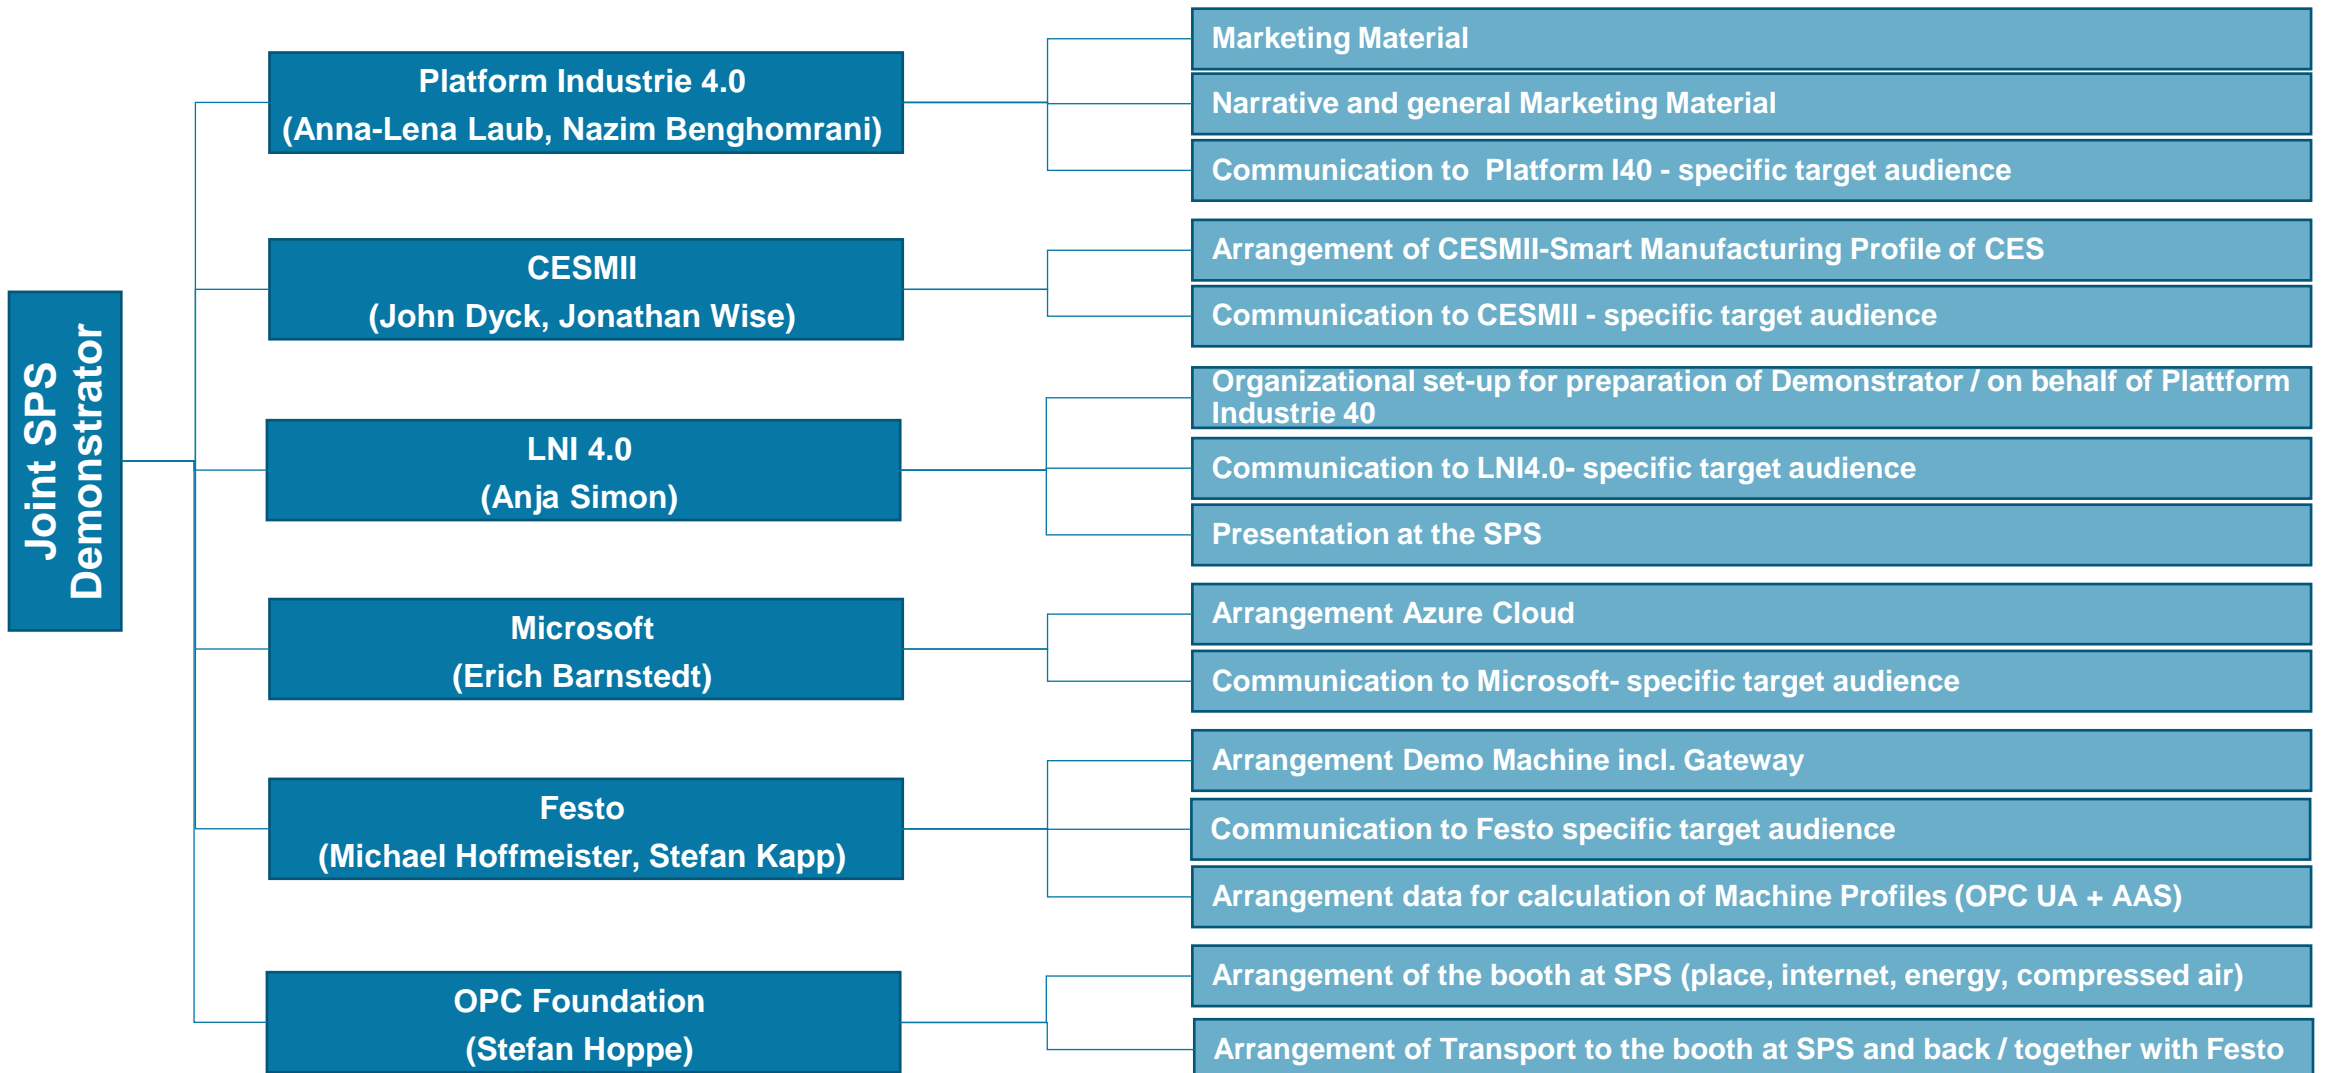 Joint SPS
Demonstrator
Platform Industrie 4.0
(Anna-Lena Laub, Nazim Benghomrani)
Marketing Material
Narrative and general Marketing Material
Communication to  Platform I40 - specific target audience
CESMII
(John Dyck, Jonathan Wise)
Arrangement of CESMII-Smart Manufacturing Profile of CES
Communication to CESMII - specific target audience
LNI 4.0
(Anja Simon)
Organizational set-up for preparation of Demonstrator / on behalf of Plattform
Industrie 40
Communication to LNI4.0- specific target audience
Presentation at the SPS
Microsoft
(Erich Barnstedt)
Arrangement Azure Cloud
Communication to Microsoft- specific target audience
Festo
(Michael Hoffmeister, Stefan Kapp)
Arrangement Demo Machine incl. Gateway
Communication to Festo specific target audience
Arrangement data for calculation of Machine Profiles (OPC UA + AAS)
OPC Foundation
(Stefan Hoppe)
Arrangement of the booth at SPS (place, internet, energy, compressed air)
Arrangement of Transport to the booth at SPS and back / together with Festo